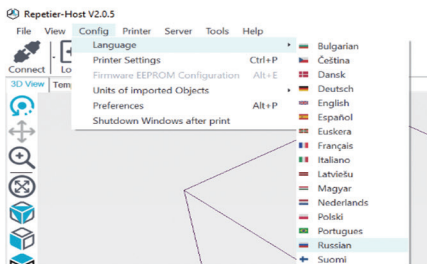 Repetier-Host V2.0.5
File View Config Printer Server Tools Help
Language
Printer Settings Ctrl+P
Firmware EEPROM Configuration Alt+E
Units of imported Objects
Preferences Alt+P
Shutdown Windows after print
Connect
3D View
Bulgarian
Čeština
Dansk
Deutsch
English
Español
Euskera
Français
Italiano
Latviešu
Magyar
Nederlands
Polski
Portugues
Russian
Suomi